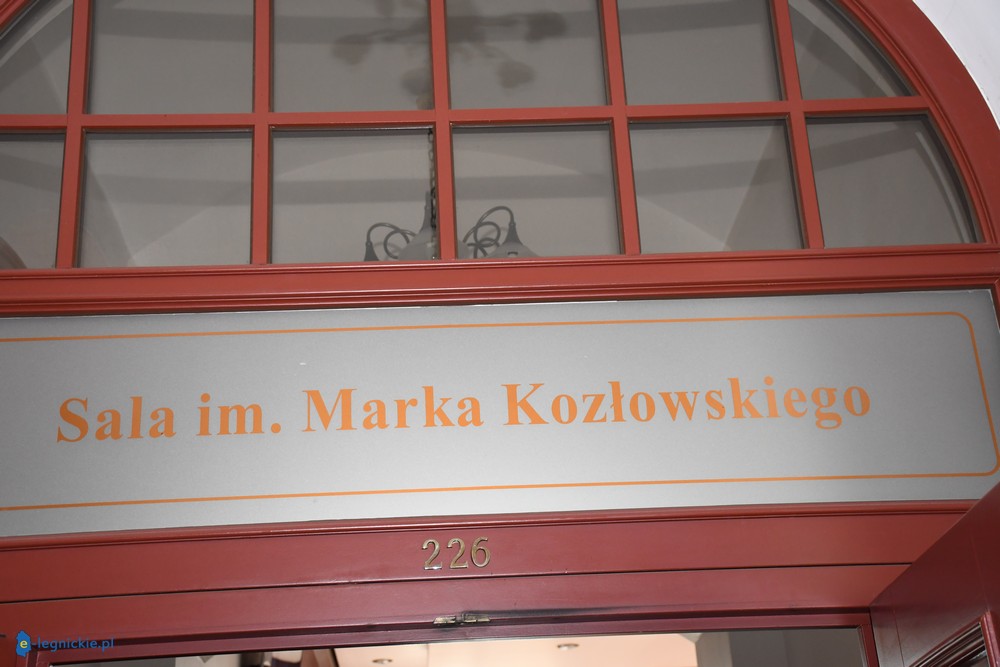 Sala im. Marka Kozłowskiego
226
e-legnickie.pl